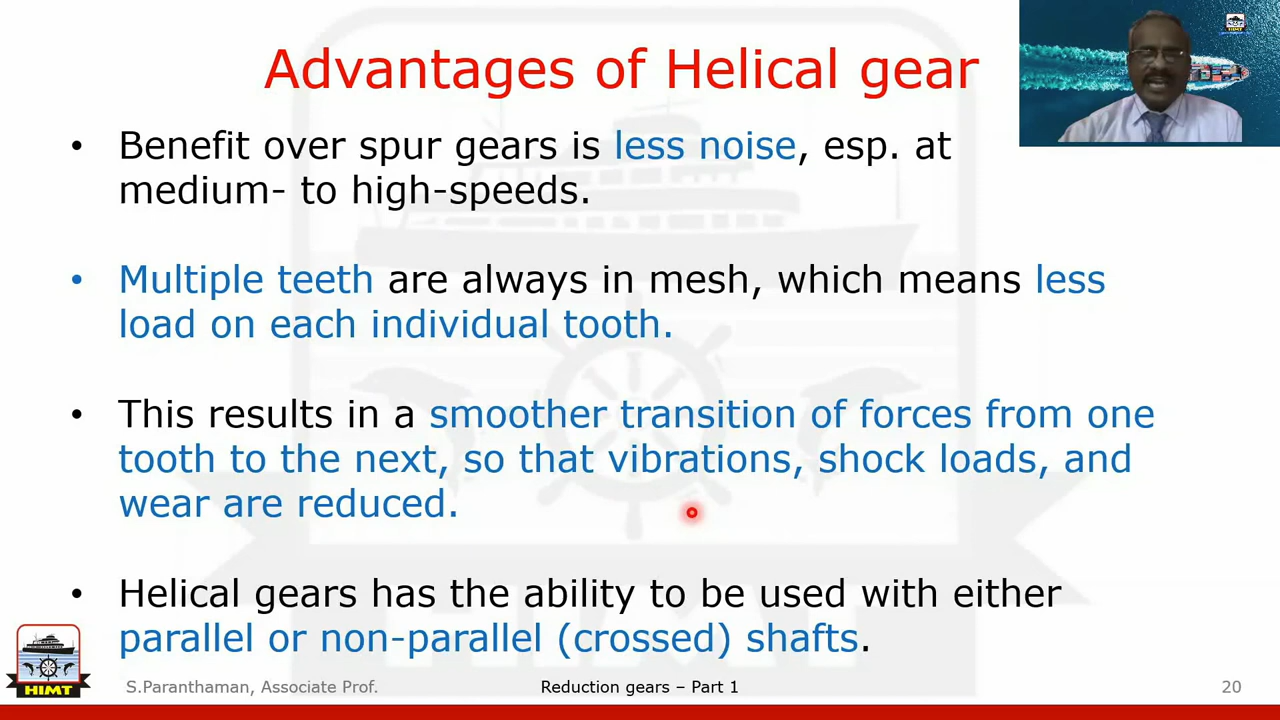 Advantages of Helical gear
• Benefit over spur gears is less noise, esp. at
medium- to high-speeds.
• Multiple teeth are always in mesh, which means less
load on each individual tooth.
• This results in a smoother transition of forces from one
tooth to the next, so that vibrations, shock loads, and
wear are reduced.
• Helical gears has the ability to be used with either
parallel or non-parallel (crossed) shafts.
HIMT
S.Paranthaman, Associate Prof.
Reduction gears – Part 1
20
HIMT